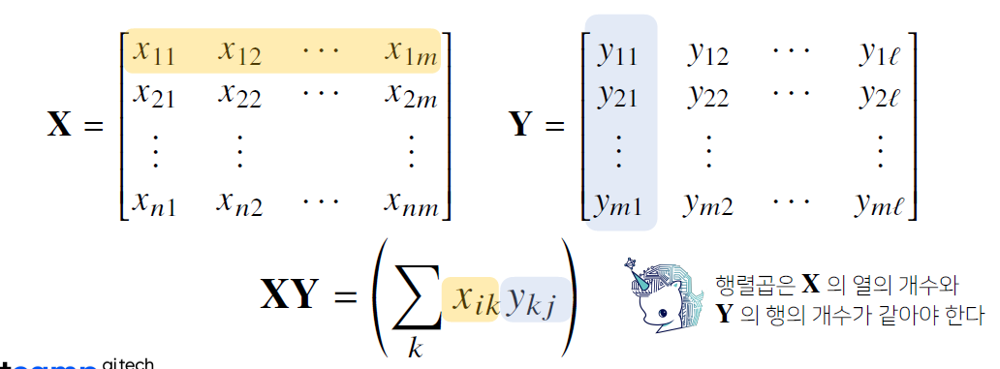 X = [ x11 x12 ⋯ x1m
x21 x22 ⋯ x2m
⋮ ⋮ ⋮
xn1 xn2 ⋯ xnm ]
Y = [ y11 y12 ⋯ y1ℓ
y21 y22 ⋯ y2ℓ
⋮ ⋮ ⋮
ym1 ym2 ⋯ ymℓ ]
XY = ( ∑k xik ykj )
행렬곱은 X 의 열의 개수와
Y 의 행의 개수가 같아야 한다